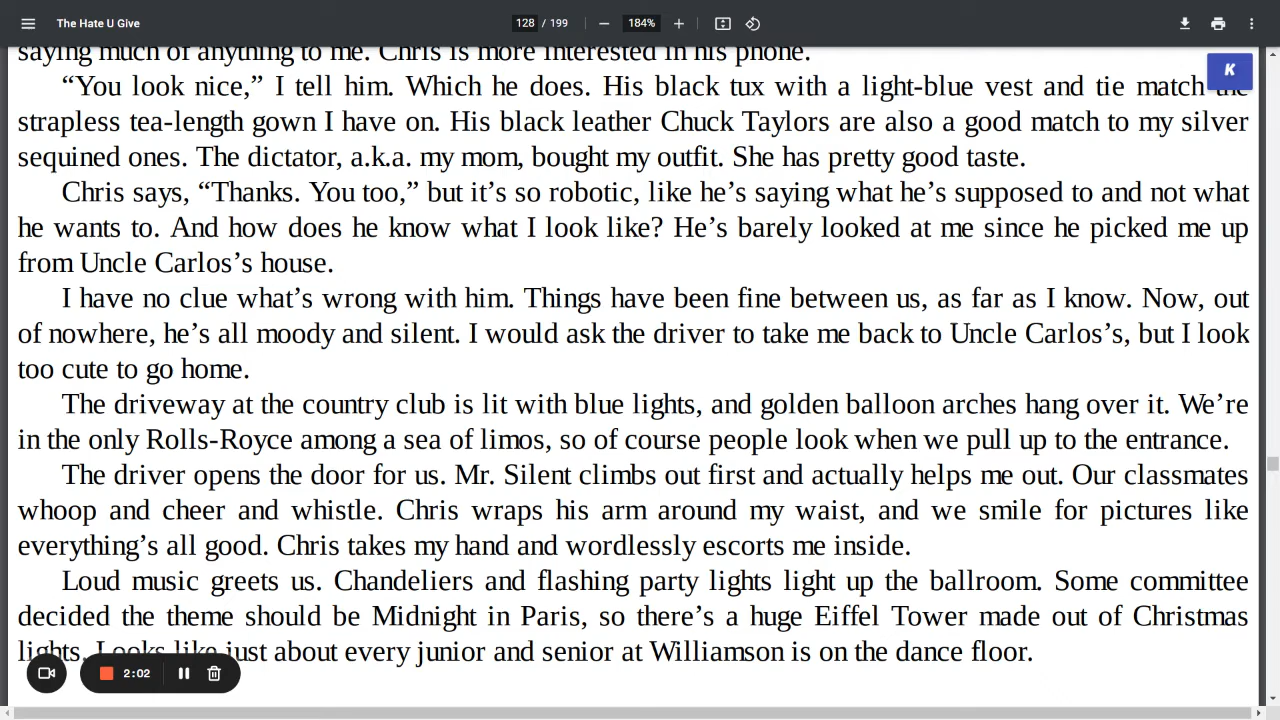 The Hate U Give
128 / 199
184%
saying much of anything to me. Chris is more interested in his phone.
K
“You look nice,” I tell him. Which he does. His black tux with a light-blue vest and tie match the
strapless tea-length gown I have on. His black leather Chuck Taylors are also a good match to my silver
sequined ones. The dictator, a.k.a. my mom, bought my outfit. She has pretty good taste.
Chris says, “Thanks. You too,” but it’s so robotic, like he’s saying what he’s supposed to and not what
he wants to. And how does he know what I look like? He’s barely looked at me since he picked me up
from Uncle Carlos’s house.
I have no clue what’s wrong with him. Things have been fine between us, as far as I know. Now, out
of nowhere, he’s all moody and silent. I would ask the driver to take me back to Uncle Carlos’s, but I look
too cute to go home.
The driveway at the country club is lit with blue lights, and golden balloon arches hang over it. We’re
in the only Rolls-Royce among a sea of limos, so of course people look when we pull up to the entrance.
The driver opens the door for us. Mr. Silent climbs out first and actually helps me out. Our classmates
whoop and cheer and whistle. Chris wraps his arm around my waist, and we smile for pictures like
everything’s all good. Chris takes my hand and wordlessly escorts me inside.
Loud music greets us. Chandeliers and flashing party lights light up the ballroom. Some committee
decided the theme should be Midnight in Paris, so there’s a huge Eiffel Tower made out of Christmas
lights. Looks like just about every junior and senior at Williamson is on the dance floor.
2:02